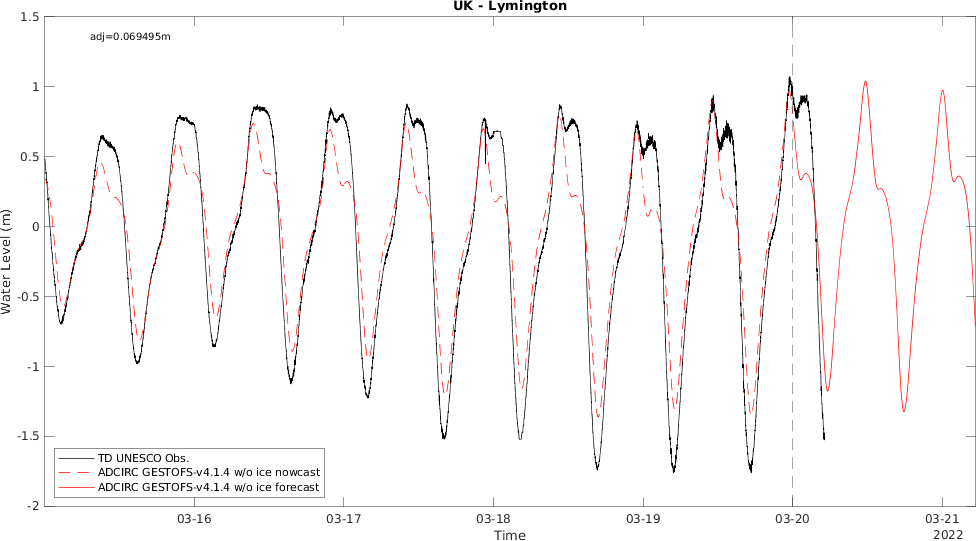 UK - Lymington
adj=0.069495m
Water Level (m)
1.5
1
0.5
0
-0.5
-1
-1.5
-2
TD UNESCO Obs.
ADCIRC GESTOFS-v4.1.4 w/o ice nowcast
ADCIRC GESTOFS-v4.1.4 w/o ice forecast
03-16 03-17 03-18 03-19 03-20 03-21
Time
2022